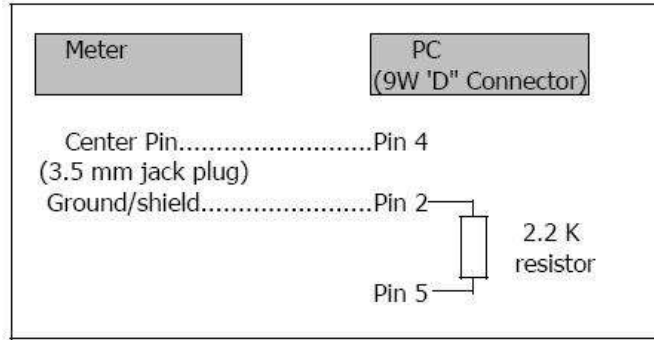 Meter
PC
(9W 'D" Connector)
Center Pin..........................Pin 4
(3.5 mm jack plug)
Ground/shield.......................Pin 2
2.2 K
resistor
Pin 5